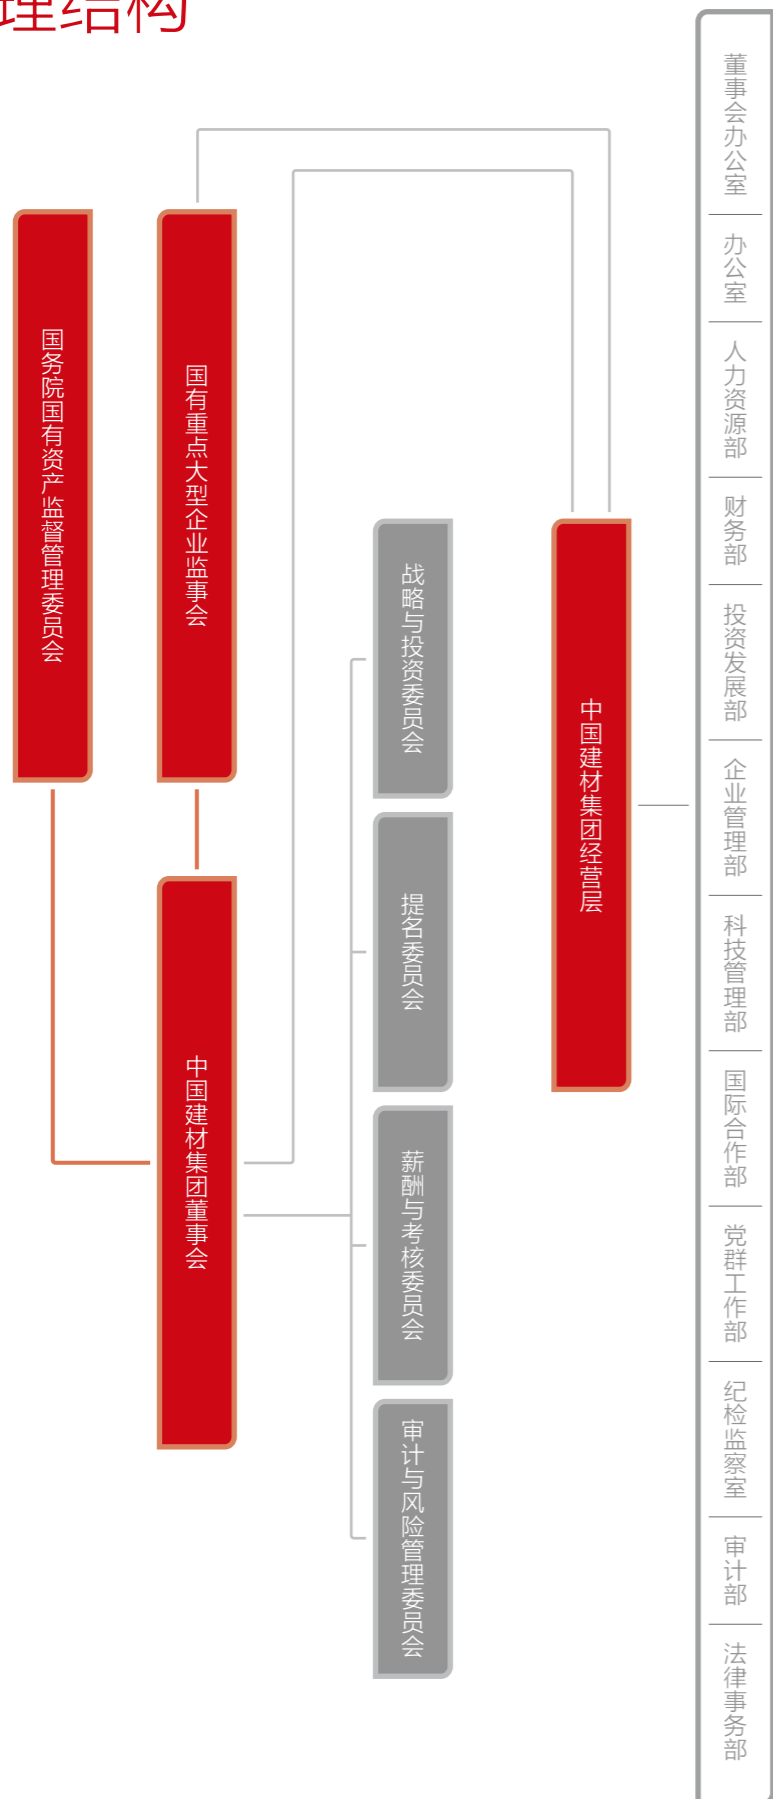 理结构
国务院国有资产监督管理委员会
国有重点大型企业监事会
中国建材集团董事会
战略与投资委员会
提名委员会
薪酬与考核委员会
审计与风险管理委员会
中国建材集团经营层
董事会办公室
办公室
人力资源部
财务部
投资发展部
企业管理部
科技管理部
国际合作部
党群工作部
纪检监察室
审计部
法律事务部